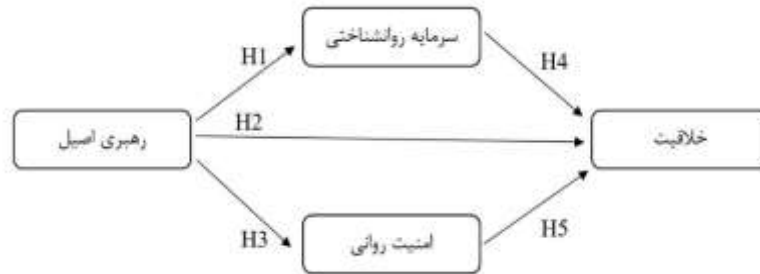 سرمایه روانشناختی
H1
H4
H2
رهبری اصیل
خلاقیت
H3
امنیت روانی
H5